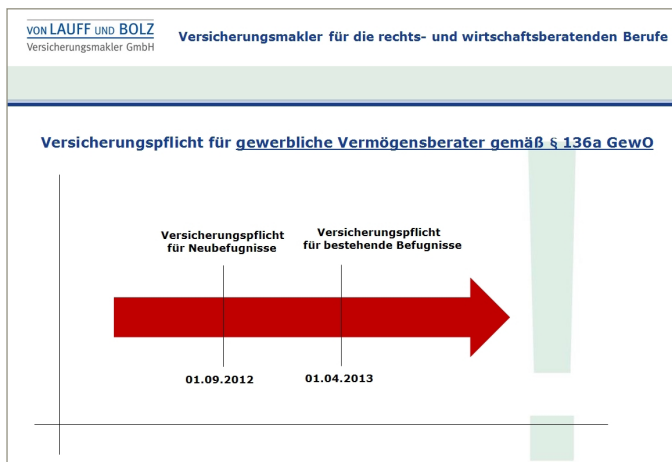 VON LAUFF UND BOLZ
Versicherungsmakler GmbH
Versicherungsmakler für die rechts- und wirtschaftsberatenden Berufe
Versicherungspflicht für gewerbliche Vermögensberater gemäß § 136a GewO
Versicherungspflicht
für Neubefugnisse
Versicherungspflicht
für bestehende Befugnisse
01.09.2012
01.04.2013